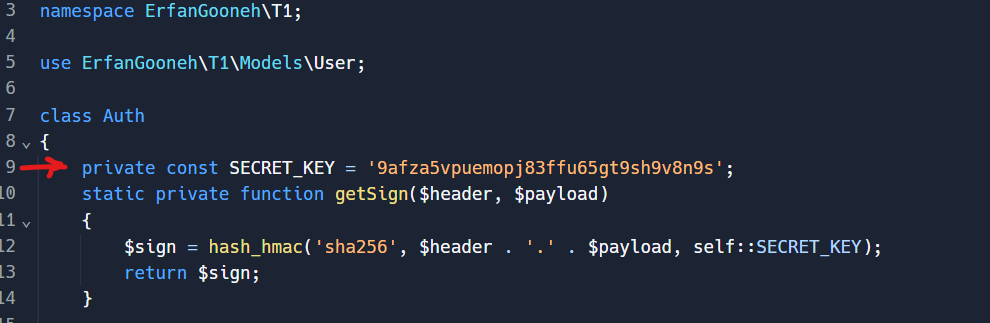 3 namespace ErfanGooneh\T1;
4
5 use ErfanGooneh\T1\Models\User;
6
7 class Auth
8 {
9 private const SECRET_KEY = '9afza5vpuemopj83ffu65gt9sh9v8n9s';
10 static private function getSign($header, $payload)
11 {
12 $sign = hash_hmac('sha256', $header . '.' . $payload, self::SECRET_KEY);
13 return $sign;
14 }
15